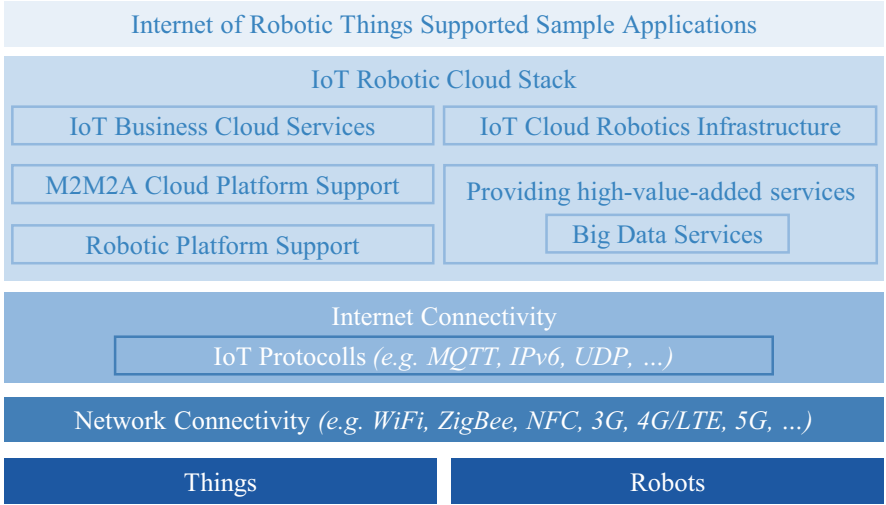 Internet of Robotic Things Supported Sample Applications
IoT Robotic Cloud Stack
IoT Business Cloud Services
IoT Cloud Robotics Infrastructure
M2M2A Cloud Platform Support
Providing high-value-added services
Robotic Platform Support
Big Data Services
Internet Connectivity
IoT Protocolls (e.g. MQTT, IPv6, UDP, ...)
Network Connectivity (e.g. WiFi, ZigBee, NFC, 3G, 4G/LTE, 5G, ...)
Things
Robots